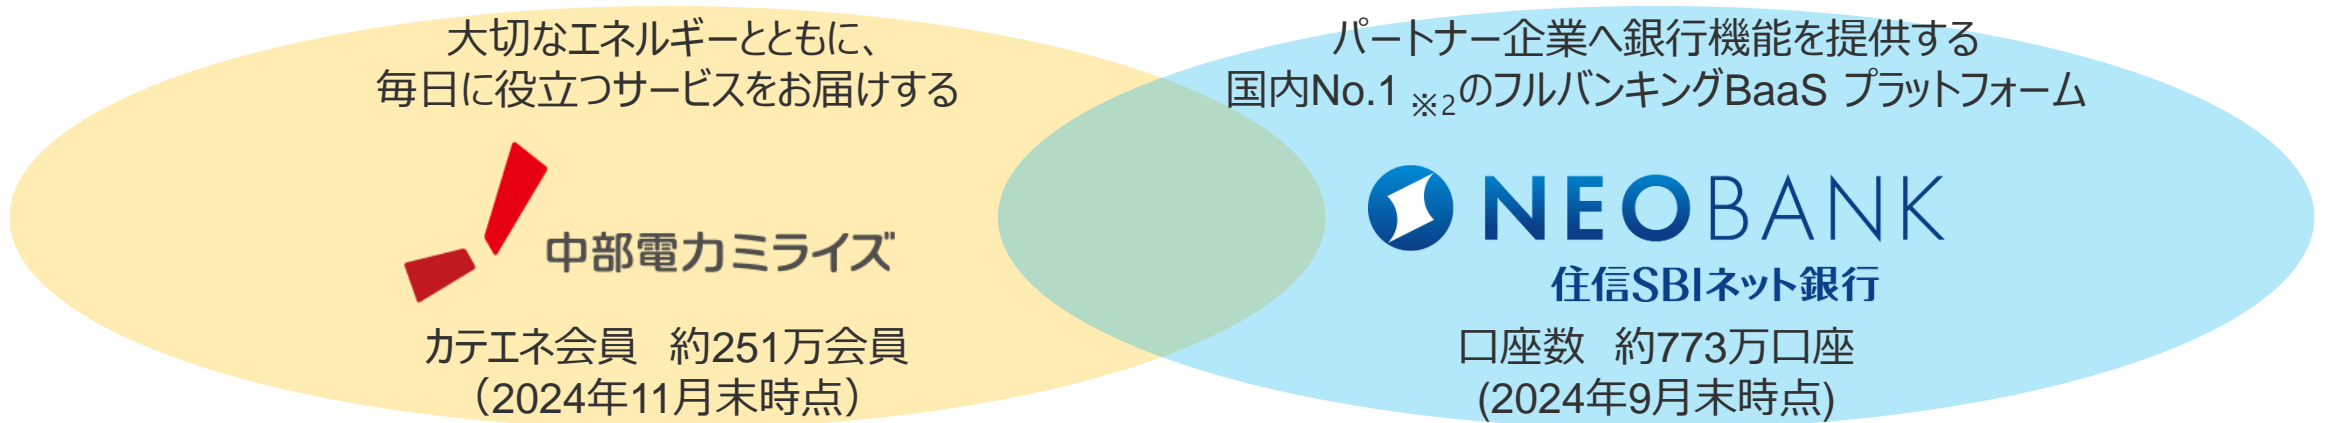 大切なエネルギーとともに、
毎日に役立つサービスをお届けする
中部電力ミライズ
カテエネ会員　約251万会員
（2024年11月末時点）
パートナー企業へ銀行機能を提供する
国内No.1 ※2のフルバンキングBaaS プラットフォーム
NEOBANK
住信SBIネット銀行
口座数　約773万口座
(2024年9月末時点)